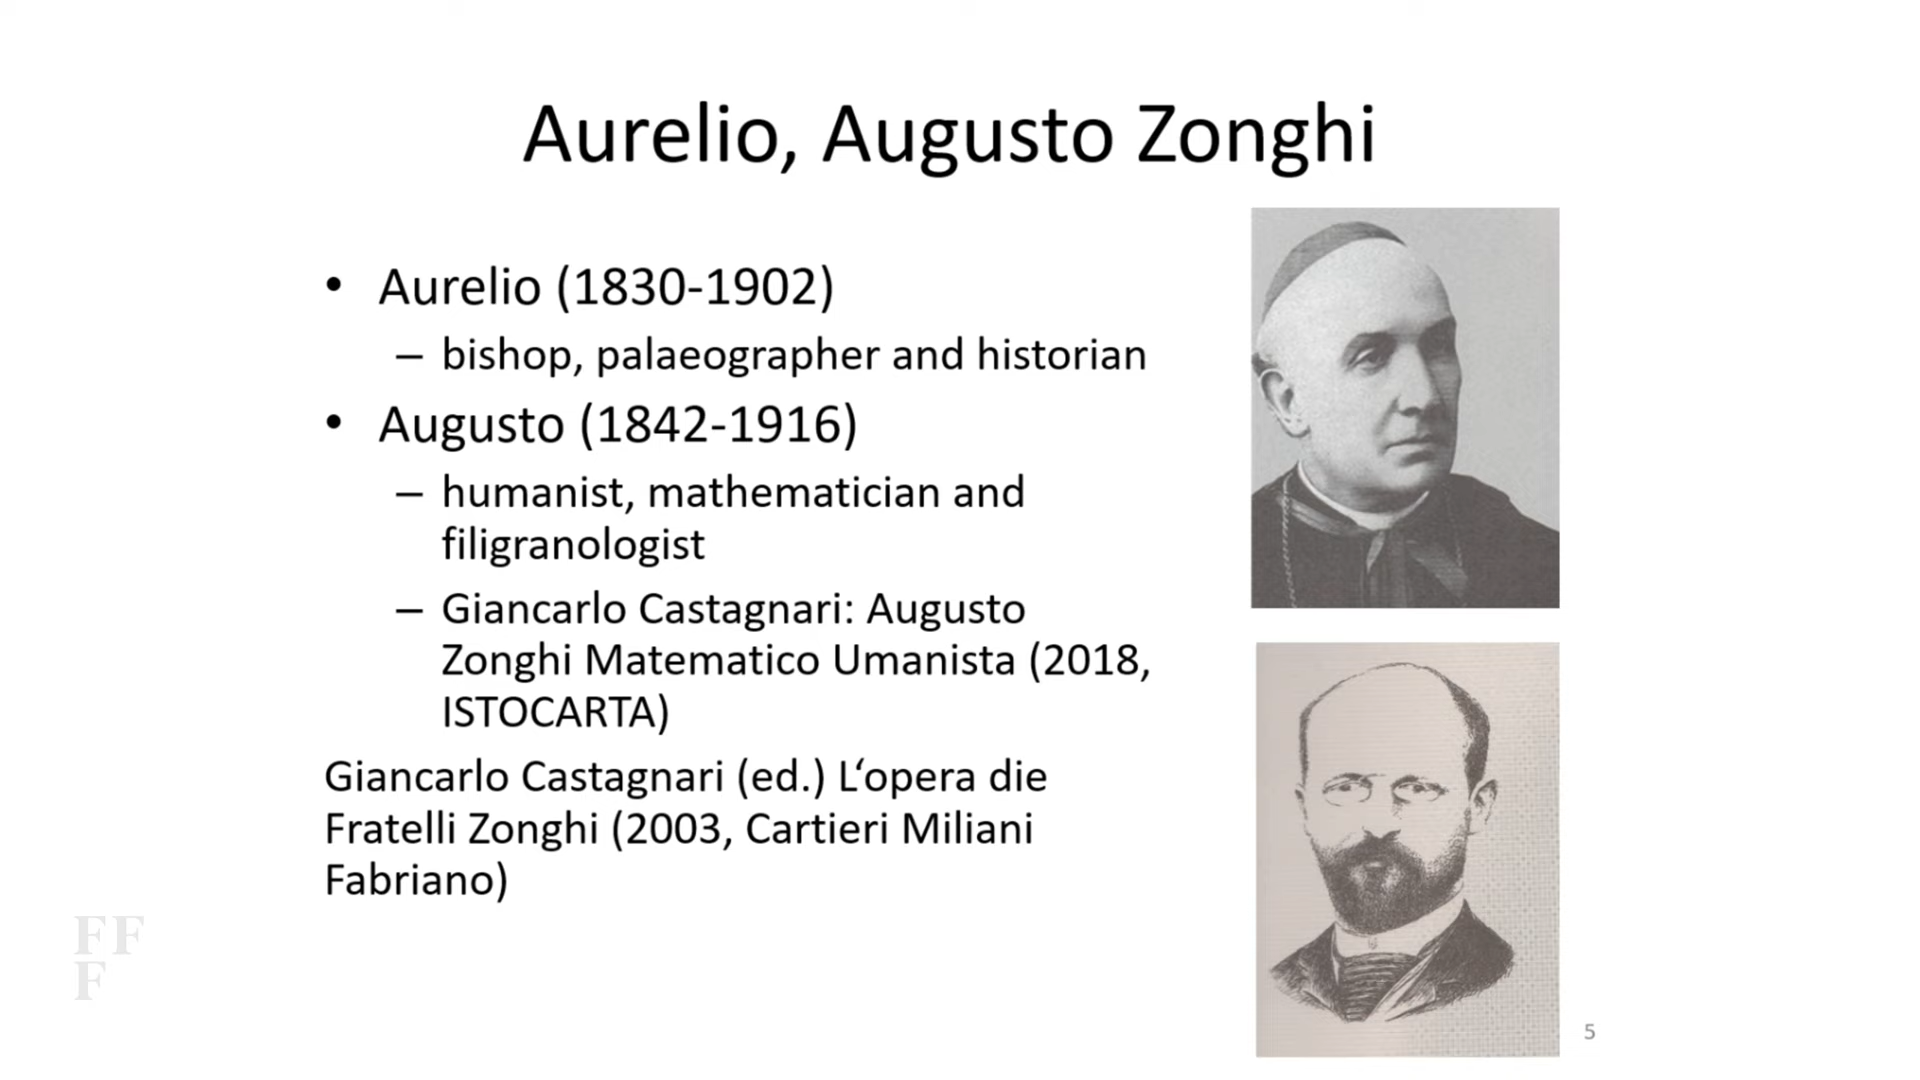 Aurelio, Augusto Zonghi
• Aurelio (1830-1902)
– bishop, palaeographer and historian
• Augusto (1842-1916)
– humanist, mathematician and
filigranologist
– Giancarlo Castagnari: Augusto
Zonghi Matematico Umanista (2018,
ISTOCARTA)
Giancarlo Castagnari (ed.) L‘opera die
Fratelli Zonghi (2003, Cartieri Miliani
Fabriano)
FF
F
5